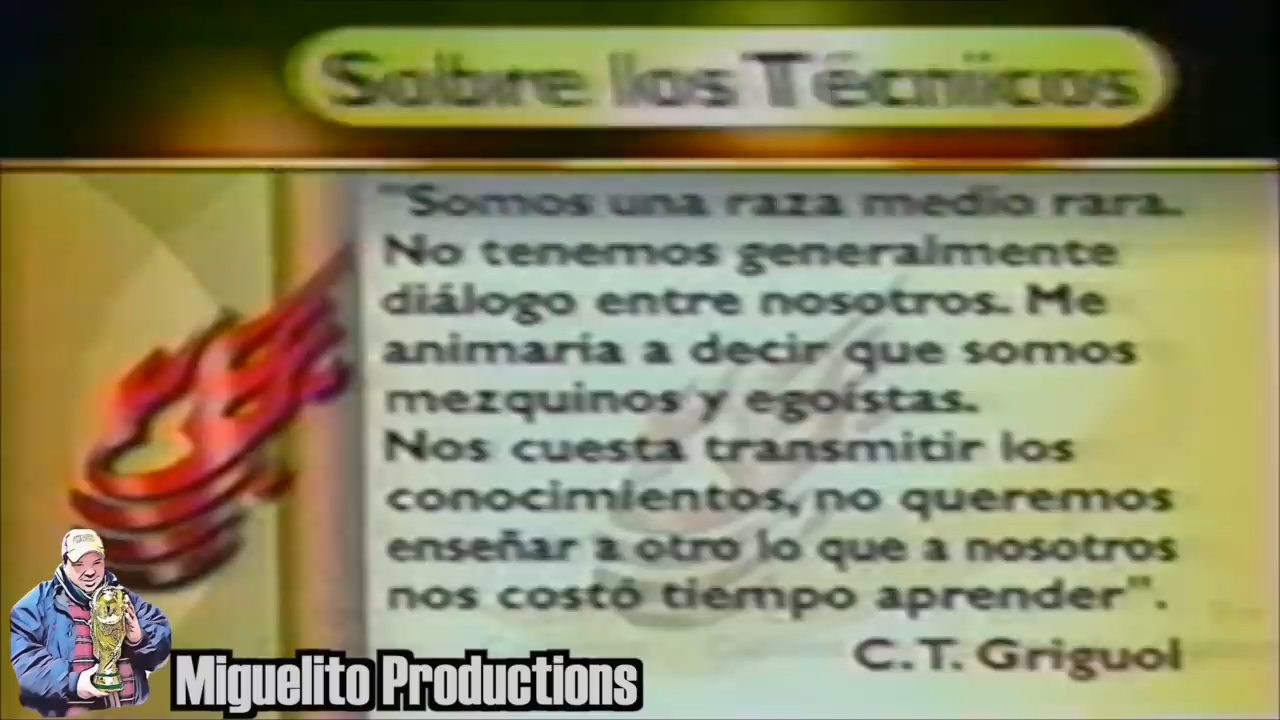 Sobre los Técnicos
"Somos una raza medio rara.
No tenemos generalmente
diálogo entre nosotros. Me
animaría a decir que somos
mezquinos y egoístas.
Nos cuesta transmitir los
conocimientos, no queremos
enseñar a otro lo que a nosotros
nos costó tiempo aprender".
C.T. Griguol
Miguelito Productions